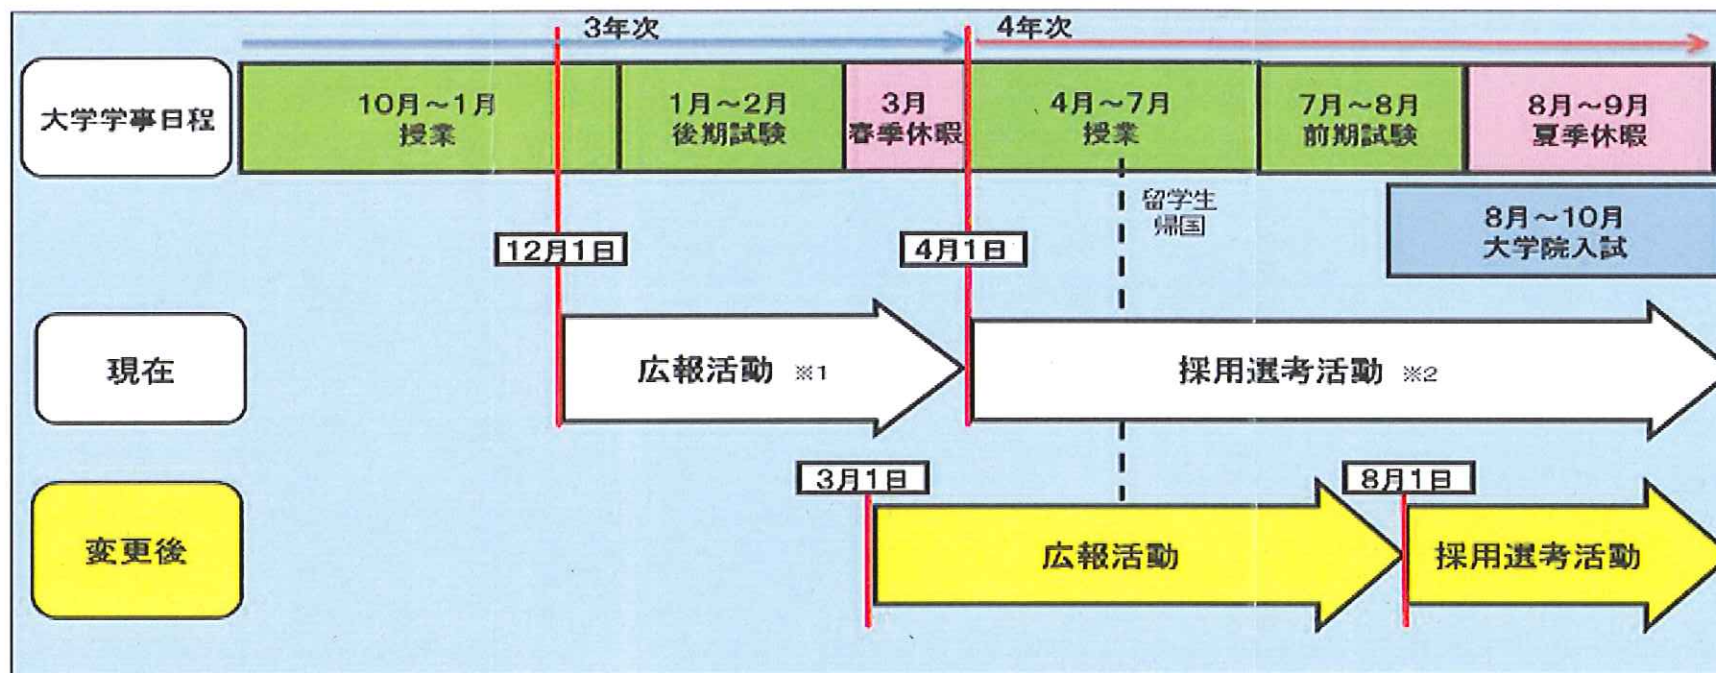 3年次
4年次
大学学事日程
10月～1月
授業
1月～2月
後期試験
3月
春季休暇
4月～7月
授業
7月～8月
前期試験
8月～9月
夏季休暇
留学生
帰国
8月～10月
大学院入試
12月1日
4月1日
現在
広報活動 ※1
採用選考活動 ※2
3月1日
8月1日
変更後
広報活動
採用選考活動